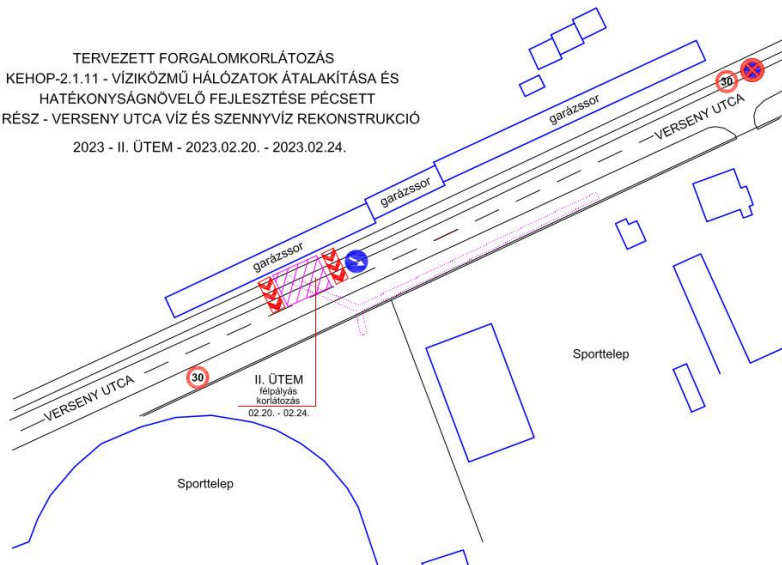 TERVEZETT FORGALOMKORLÁTOZÁS
KEHOP-2.1.11 - VÍZIKÖZMŰ HÁLÓZATOK ÁTALAKÍTÁSA ÉS
HATÉKONYSÁGNÖVELŐ FEJLESZTÉSE PÉCSETT
RÉSZ - VERSENY UTCA VÍZ ÉS SZENNYVÍZ REKONSTRUKCIÓ
2023 - II. ÜTEM - 2023.02.20. - 2023.02.24.
30
VERSENY UTCA
garázssor
garázssor
garázssor
30
VERSENY UTCA
II. ÜTEM
félpályás
korlátozás
02.20. - 02.24.
Sporttelep
Sporttelep